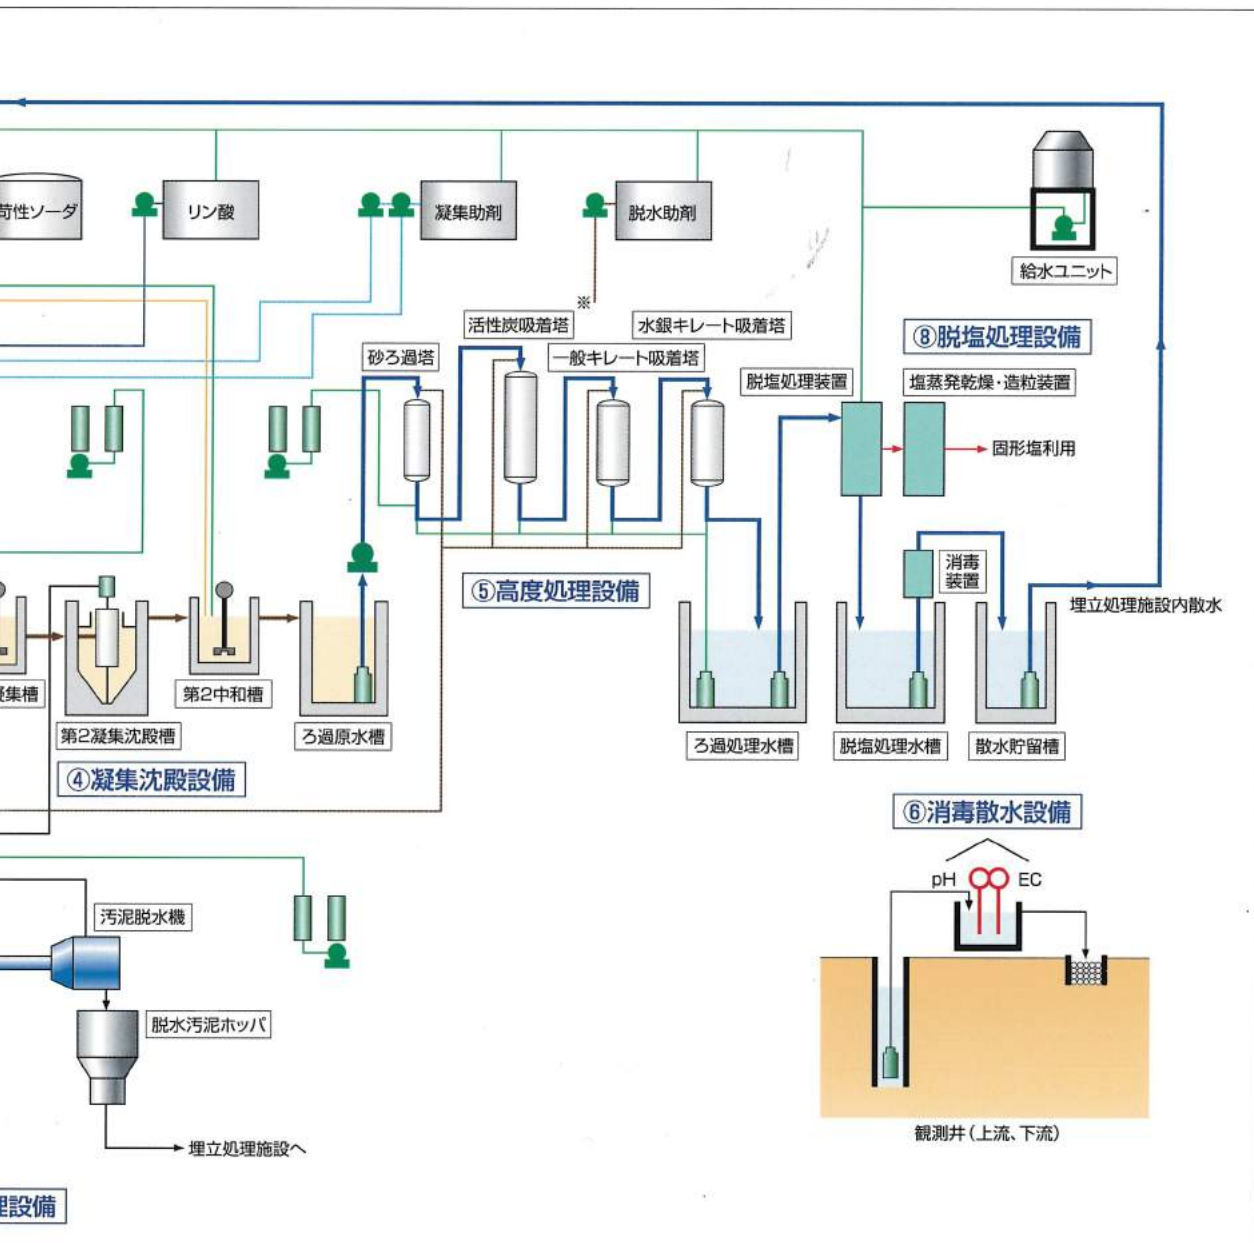 苛性ソーダ
リン酸
凝集助剤
脱水助剤
給水ユニット
※
活性炭吸着塔
水銀キレート吸着塔
⑧脱塩処理設備
砂ろ過塔
一般キレート吸着塔
脱塩処理装置
塩蒸発乾燥・造粒装置
固形塩利用
消毒
装置
⑤高度処理設備
埋立処理施設内散水
凝集槽
第2中和槽
第2凝集沈殿槽
ろ過原水槽
ろ過処理水槽
脱塩処理水槽
散水貯留槽
④凝集沈殿設備
⑥消毒散水設備
pH
EC
汚泥脱水機
脱水汚泥ホッパ
観測井(上流、下流)
埋立処理施設へ
理設備